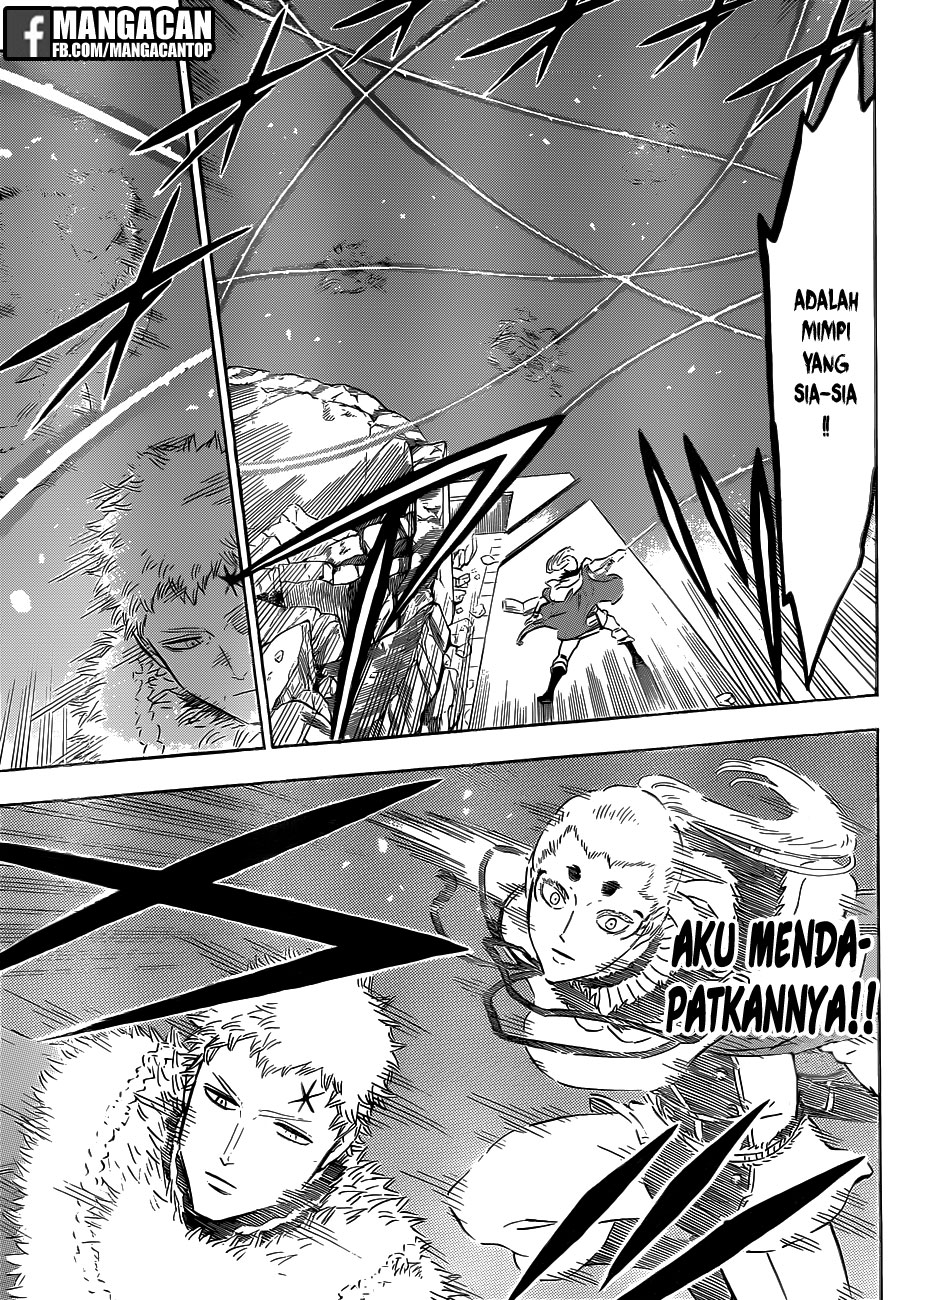 MANGACAN
FB.COM/MANGACANTOP
ADALAH
MIMPI
YANG
SIA-SIA
!!
AKU MENDA-
PATKANNYA!!